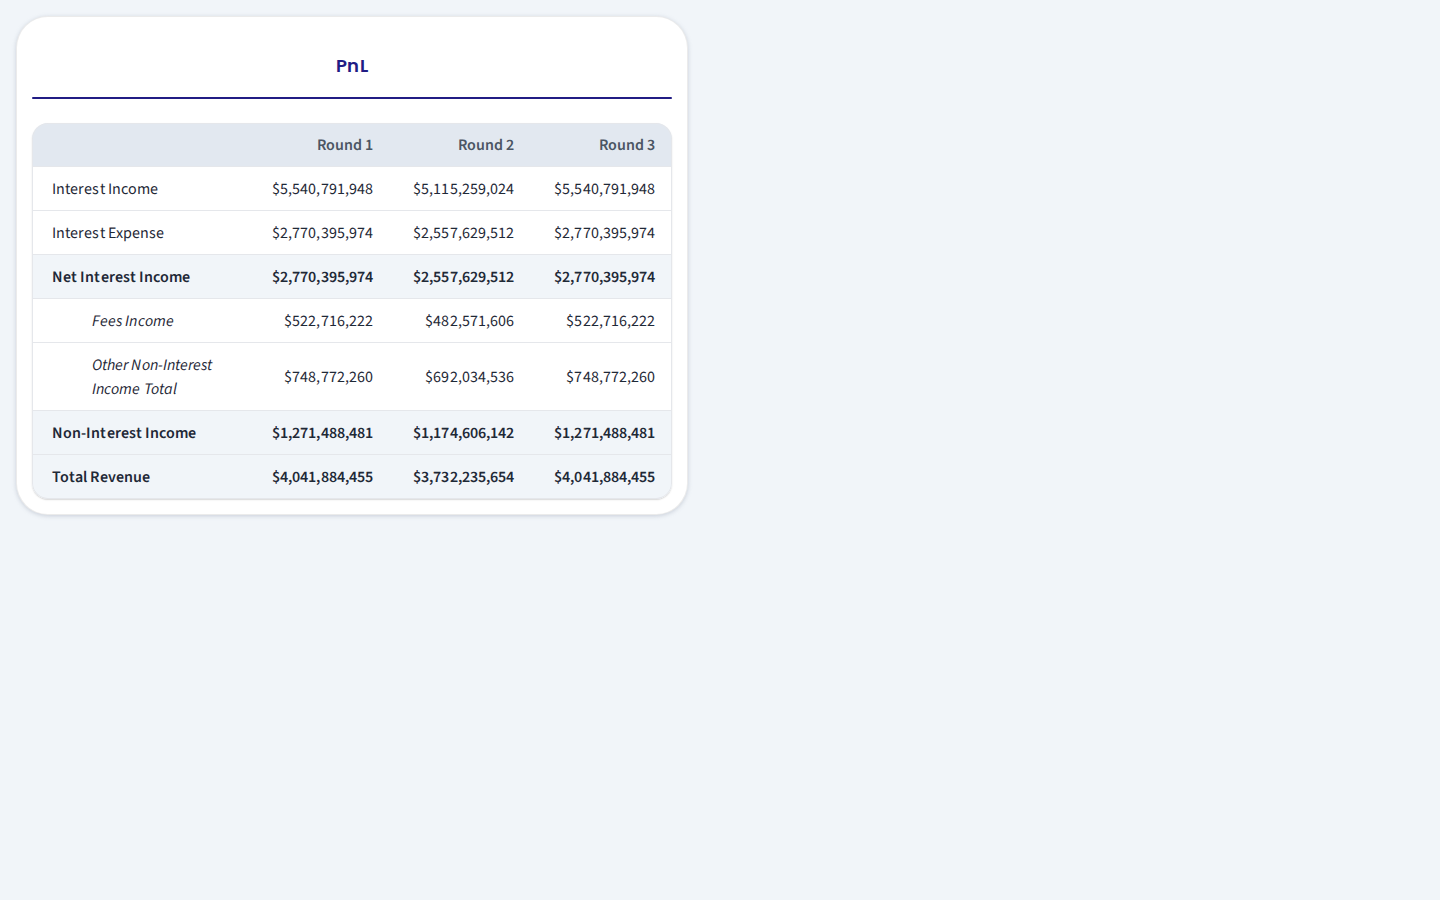 PnL
Round 1 Round 2 Round 3
Interest Income $5,540,791,948 $5,115,259,024 $5,540,791,948
Interest Expense $2,770,395,974 $2,557,629,512 $2,770,395,974
Net Interest Income $2,770,395,974 $2,557,629,512 $2,770,395,974
Fees Income $522,716,222 $482,571,606 $522,716,222
Other Non-Interest
Income Total $748,772,260 $692,034,536 $748,772,260
Non-Interest Income $1,271,488,481 $1,174,606,142 $1,271,488,481
Total Revenue $4,041,884,455 $3,732,235,654 $4,041,884,455